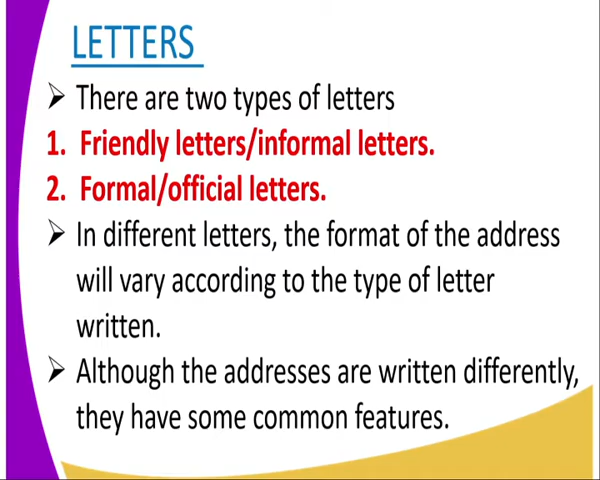 LETTERS
➢ There are two types of letters
1. Friendly letters/informal letters.
2. Formal/official letters.
➢ In different letters, the format of the address
will vary according to the type of letter
written.
➢ Although the addresses are written differently,
they have some common features.